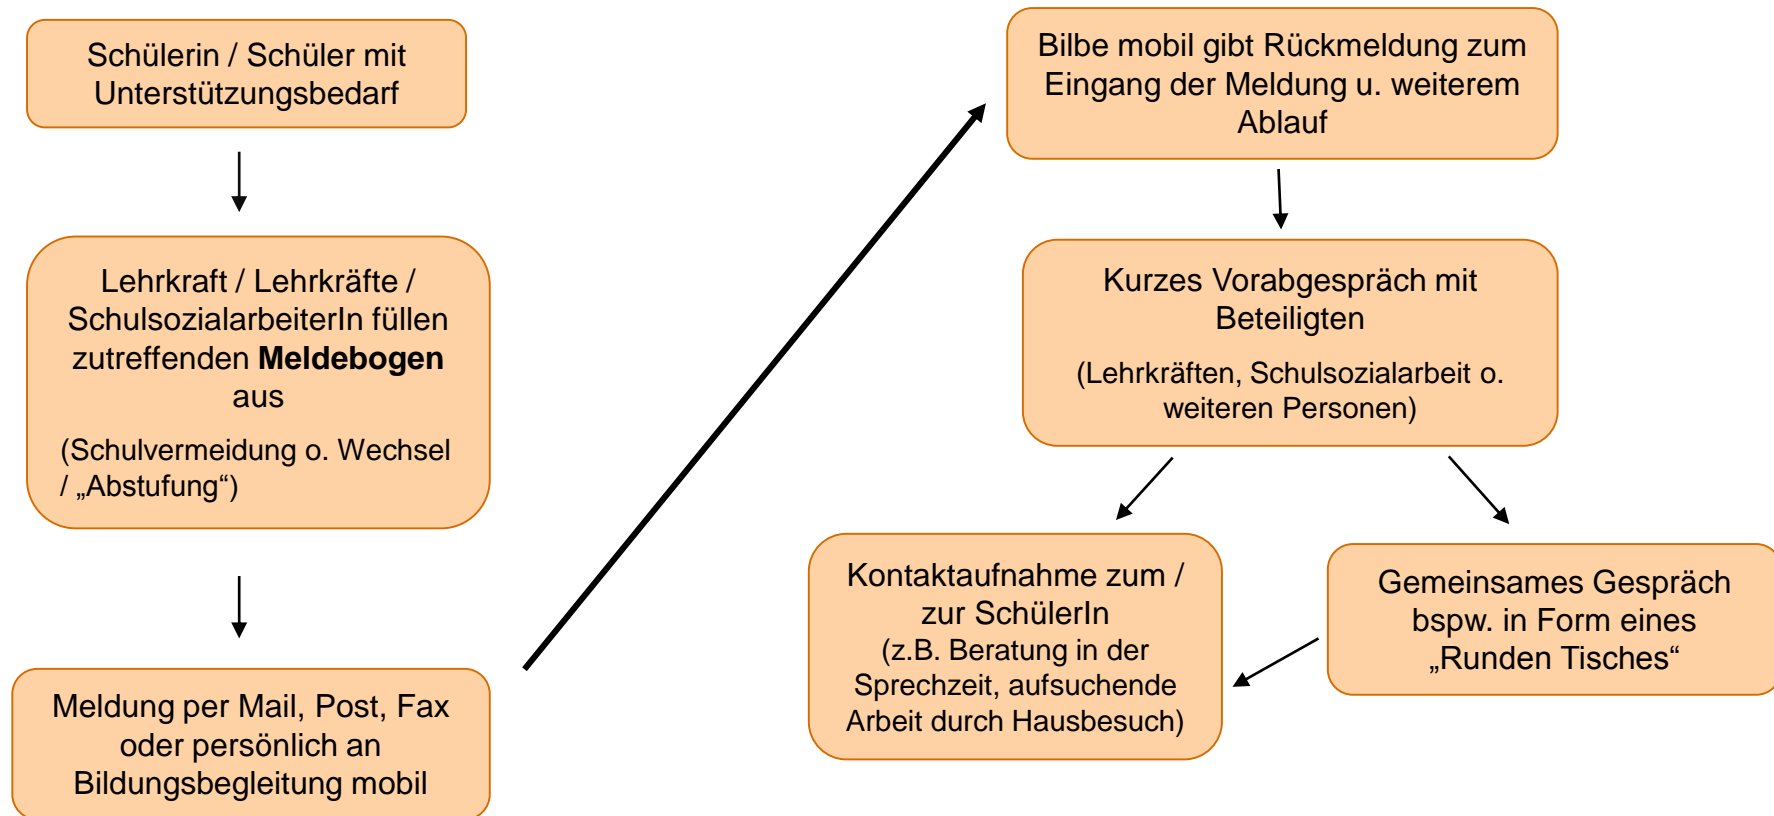 Schülerin / Schüler mit
Unterstützungsbedarf
Lehrkraft / Lehrkräfte /
SchulsozialarbeiterIn füllen
zutreffenden Meldebogen
aus
(Schulvermeidung o. Wechsel
/ „Abstufung“)
Meldung per Mail, Post, Fax
oder persönlich an
Bildungsbegleitung mobil
Bilbe mobil gibt Rückmeldung zum
Eingang der Meldung u. weiterem
Ablauf
Kurzes Vorabgespräch mit
Beteiligten
(Lehrkräften, Schulsozialarbeit o.
weiteren Personen)
Kontaktaufnahme zum /
zur SchülerIn
(z.B. Beratung in der
Sprechzeit, aufsuchende
Arbeit durch Hausbesuch)
Gemeinsames Gespräch
bspw. in Form eines
„Runden Tisches“